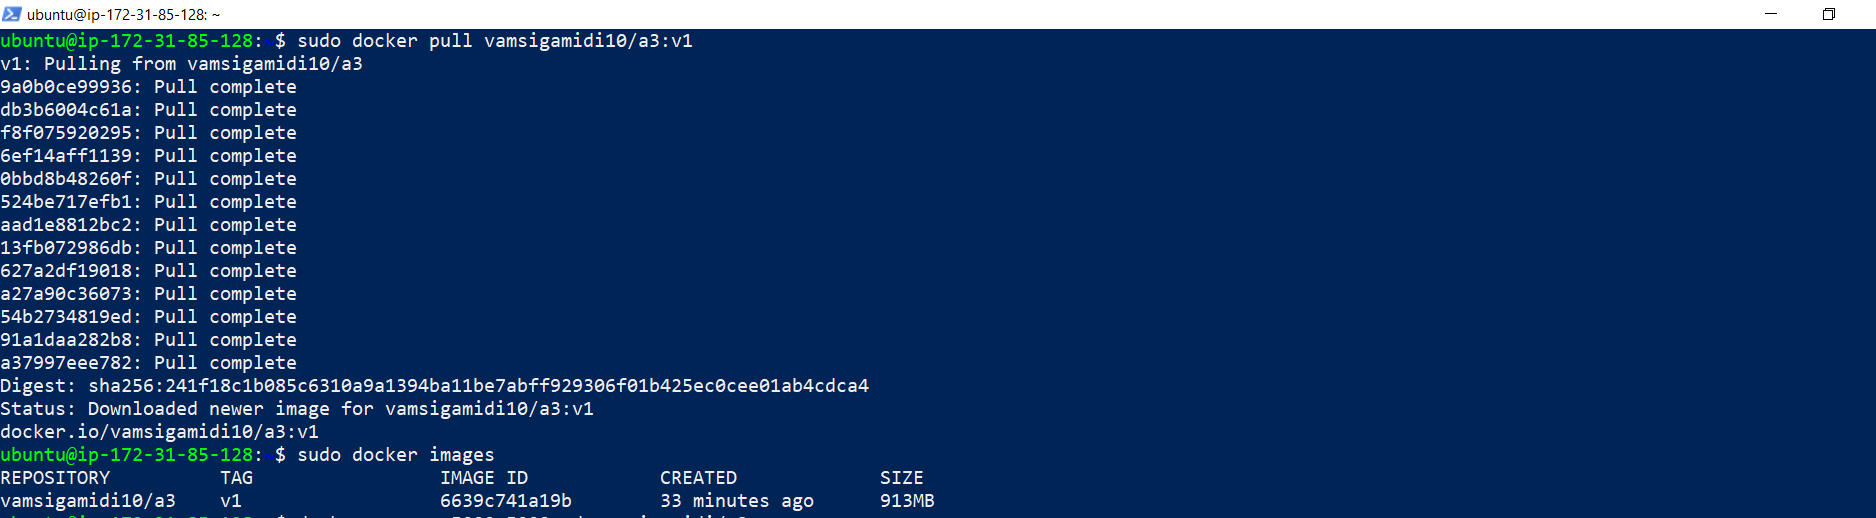 ubuntu@ip-172-31-85-128: ~
ubuntu@ip-172-31-85-128:~$ sudo docker pull vamsigamidi10/a3:v1
v1: Pulling from vamsigamidi10/a3
9a0b0ce99936: Pull complete
db3b6004c61a: Pull complete
f8f075920295: Pull complete
6ef14aff1139: Pull complete
0bbd8b48260f: Pull complete
524be717efb1: Pull complete
aad1e8812bc2: Pull complete
13fb072986db: Pull complete
627a2df19018: Pull complete
a27a90c36073: Pull complete
54b2734819ed: Pull complete
91a1daa282b8: Pull complete
a37997eee782: Pull complete
Digest: sha256:241f18c1b085c6310a9a1394ba11be7abff929306f01b425ec0cee01ab4cdca4
Status: Downloaded newer image for vamsigamidi10/a3:v1
docker.io/vamsigamidi10/a3:v1
ubuntu@ip-172-31-85-128:~$ sudo docker images
REPOSITORY TAG IMAGE ID CREATED SIZE
vamsigamidi10/a3 v1 6639c741a19b 33 minutes ago 913MB